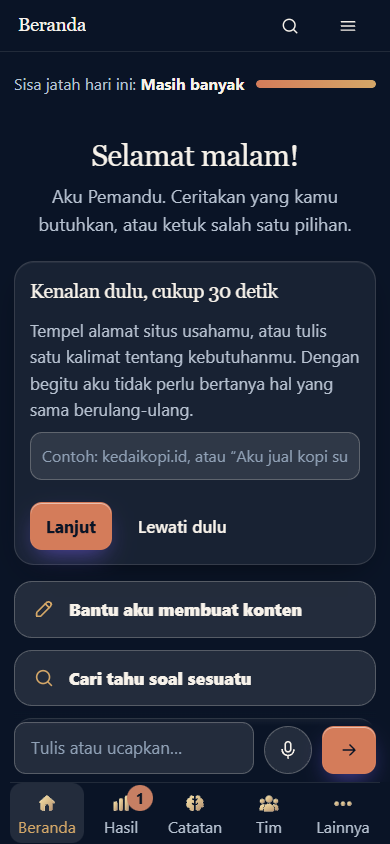 Beranda
Sisa jatah hari ini: Masih banyak
Selamat malam!
Aku Pemandu. Ceritakan yang kamu
butuhkan, atau ketuk salah satu pilihan.
Kenalan dulu, cukup 30 detik
Tempel alamat situs usahamu, atau tulis
satu kalimat tentang kebutuhanmu. Dengan
begitu aku tidak perlu bertanya hal yang
sama berulang-ulang.
Contoh: kedaikopi.id, atau “Aku jual kopi su
Lanjut
Lewati dulu
Bantu aku membuat konten
Cari tahu soal sesuatu
Tulis atau ucapkan...
1
Beranda
Hasil
Catatan
Tim
Lainnya